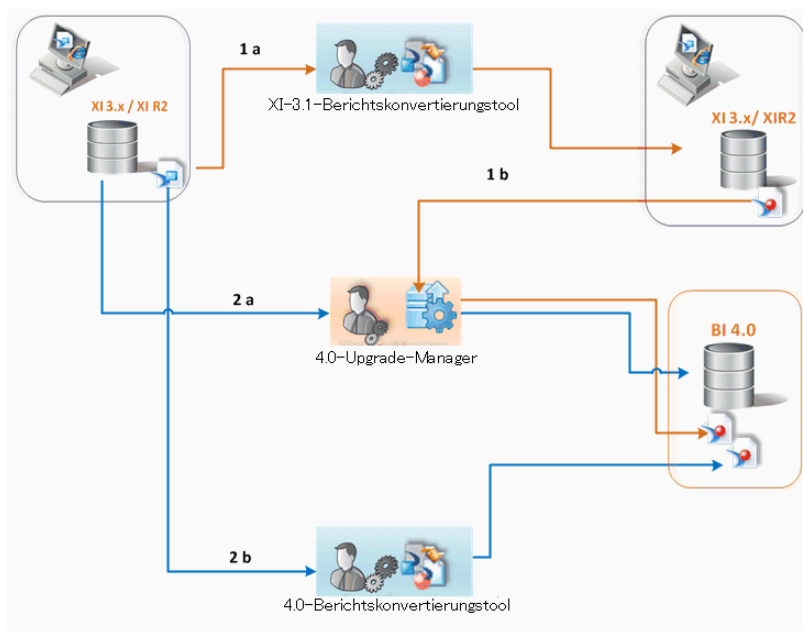 1 a
XI-3.1-Berichtskonvertierungstool
XI 3.x / XI R2
XI 3.x/ XIR2
1 b
2 a
4.0-Upgrade-Manager
BI 4.0
2 b
4.0-Berichtskonvertierungstool